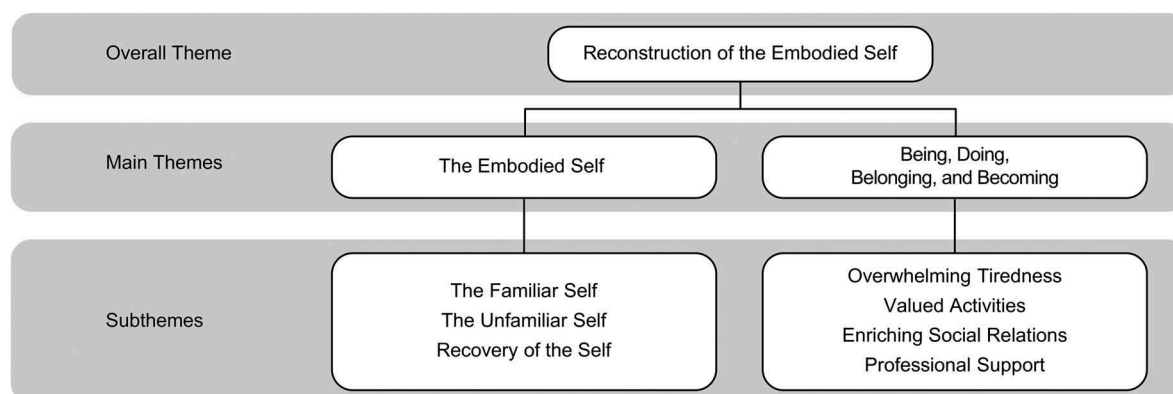 Overall Theme
Reconstruction of the Embodied Self
Main Themes
The Embodied Self
Being, Doing,
Belonging, and Becoming
Subthemes
The Familiar Self
The Unfamiliar Self
Recovery of the Self
Overwhelming Tiredness
Valued Activities
Enriching Social Relations
Professional Support